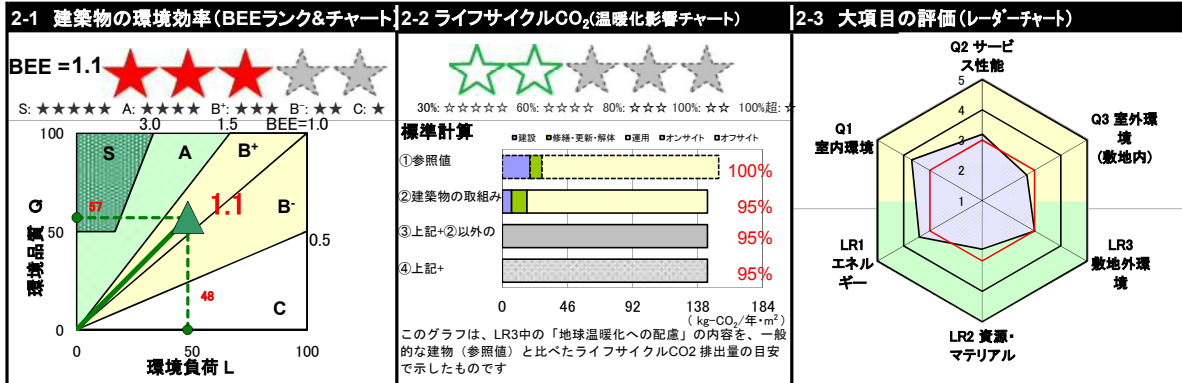 2-1 建築物の環境効率(BEEランク&チャート)
BEE =1.1
S: ★★★★★ A: ★★★★ B+: ★★★ B-: ★★ C: ★
3.0 1.5 BEE=1.0
100
S
A
B+
57
1.1
B-
環境品質 Q
50
0.5
48
C
0
0 50 100
環境負荷 L
2-2 ライフサイクルCO2(温暖化影響チャート)
30%: ☆☆☆☆☆ 60%: ☆☆☆☆ 80%: ☆☆☆ 100%: ☆☆ 100%超: ☆
標準計算
建設 修繕・更新・解体 運用 オンサイト オフサイト
①参照値 100%
②建築物の取組み 95%
③上記+②以外の 95%
④上記+ 95%
0 46 92 138 184
( kg-CO2/年・m2 )
このグラフは、LR3中の「地球温暖化への配慮」の内容を、一般
的な建物（参照値）と比べたライフサイクルCO2 排出量の目安
で示したものです
2-3 大項目の評価(レーダーチャート)
Q2 サービ
ス性能
5
4
3
2
1
Q1
室内環境
Q3 室外環
境
(敷地内)
LR1
エネル
ギー
LR3
敷地外環
境
LR2 資源・
マテリアル